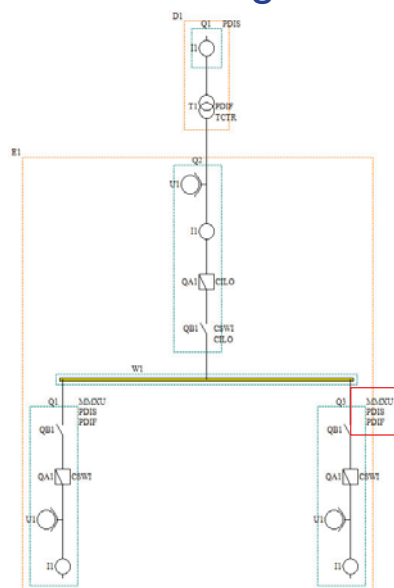 D1
Q1 PDIS
I1
T1 PDIF
TCTR
E1
Q2
U1
I1
QA1 CILO
QB1 CSWI
CILO
W1
Q1 MMXU
PDIS
PDIF
QB1
QA1 CSWI
U1
I1
Q3 MMXU
PDIS
PDIF
QB1
QA1 CSWI
U1
I1